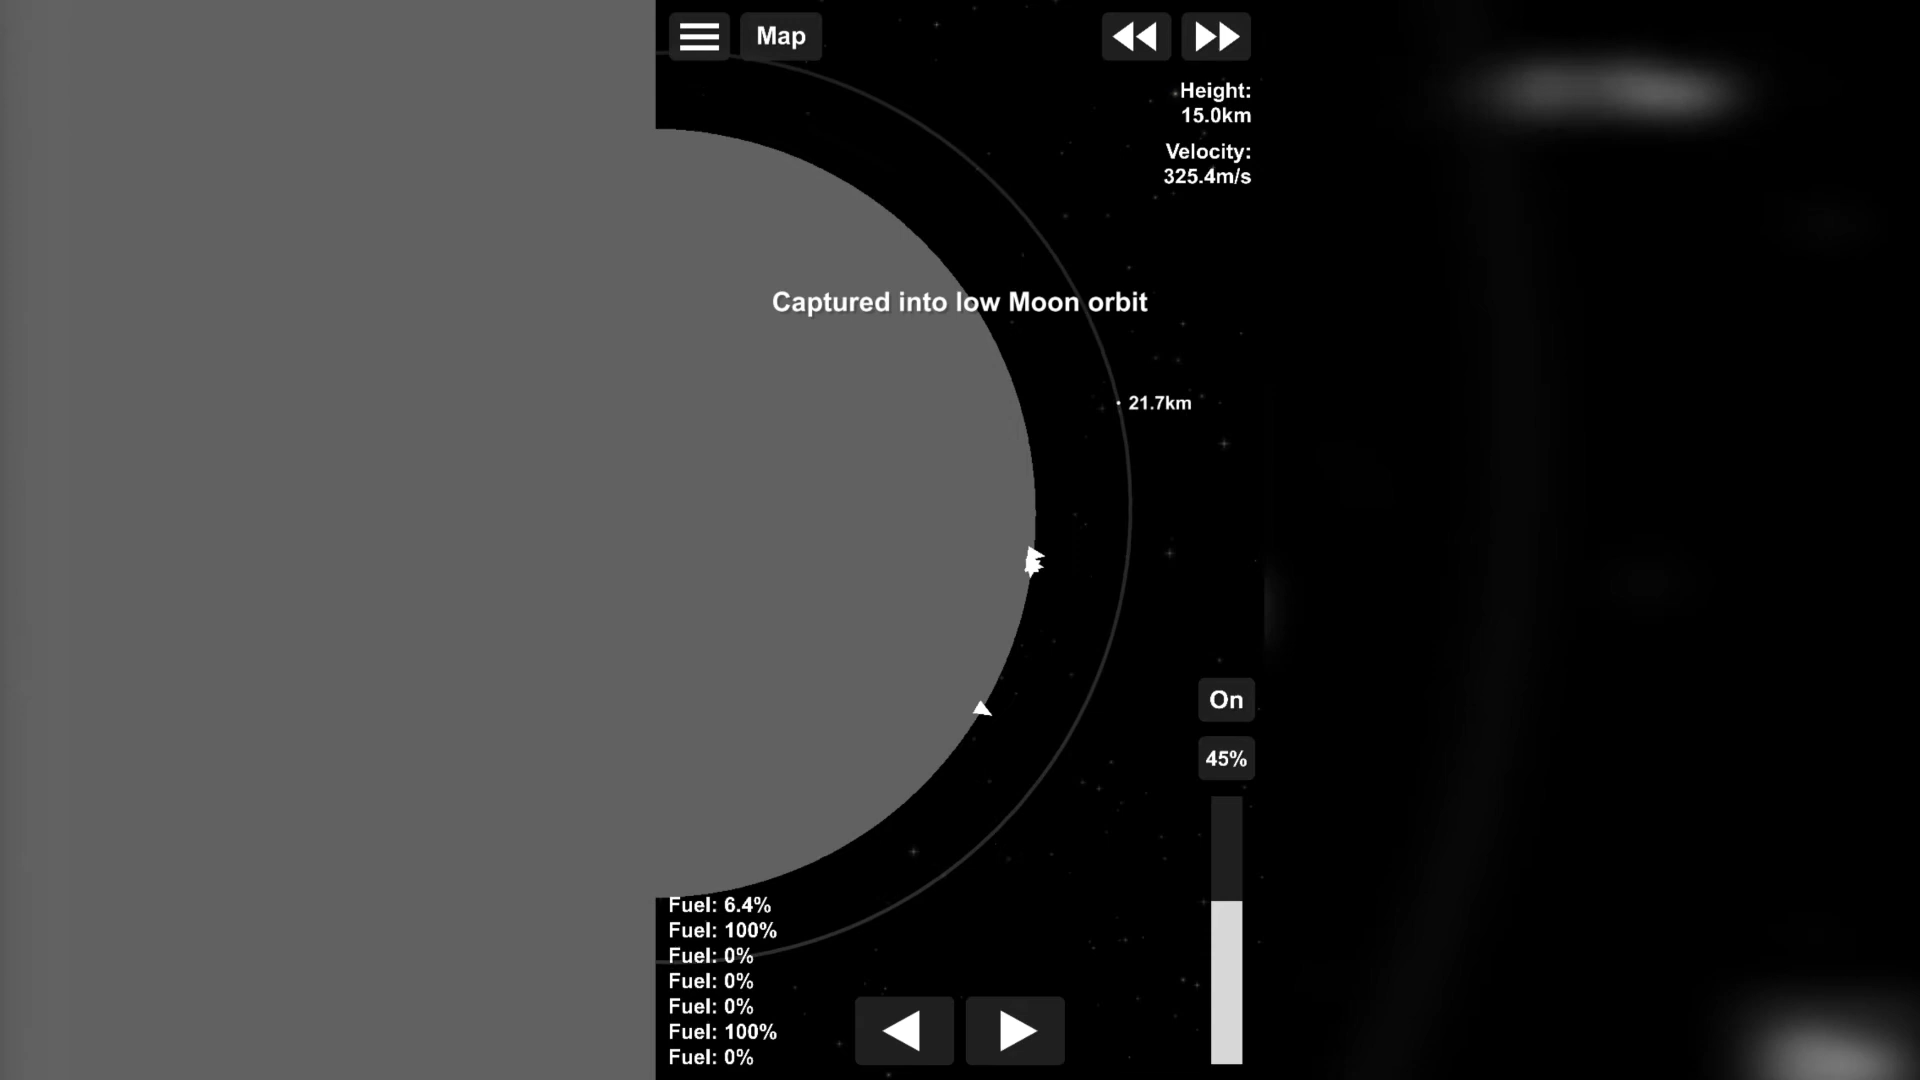 Map
Height:
15.0km
Velocity:
325.4m/s
Captured into low Moon orbit
21.7km
On
45%
Fuel: 6.4%
Fuel: 100%
Fuel: 0%
Fuel: 0%
Fuel: 0%
Fuel: 100%
Fuel: 0%